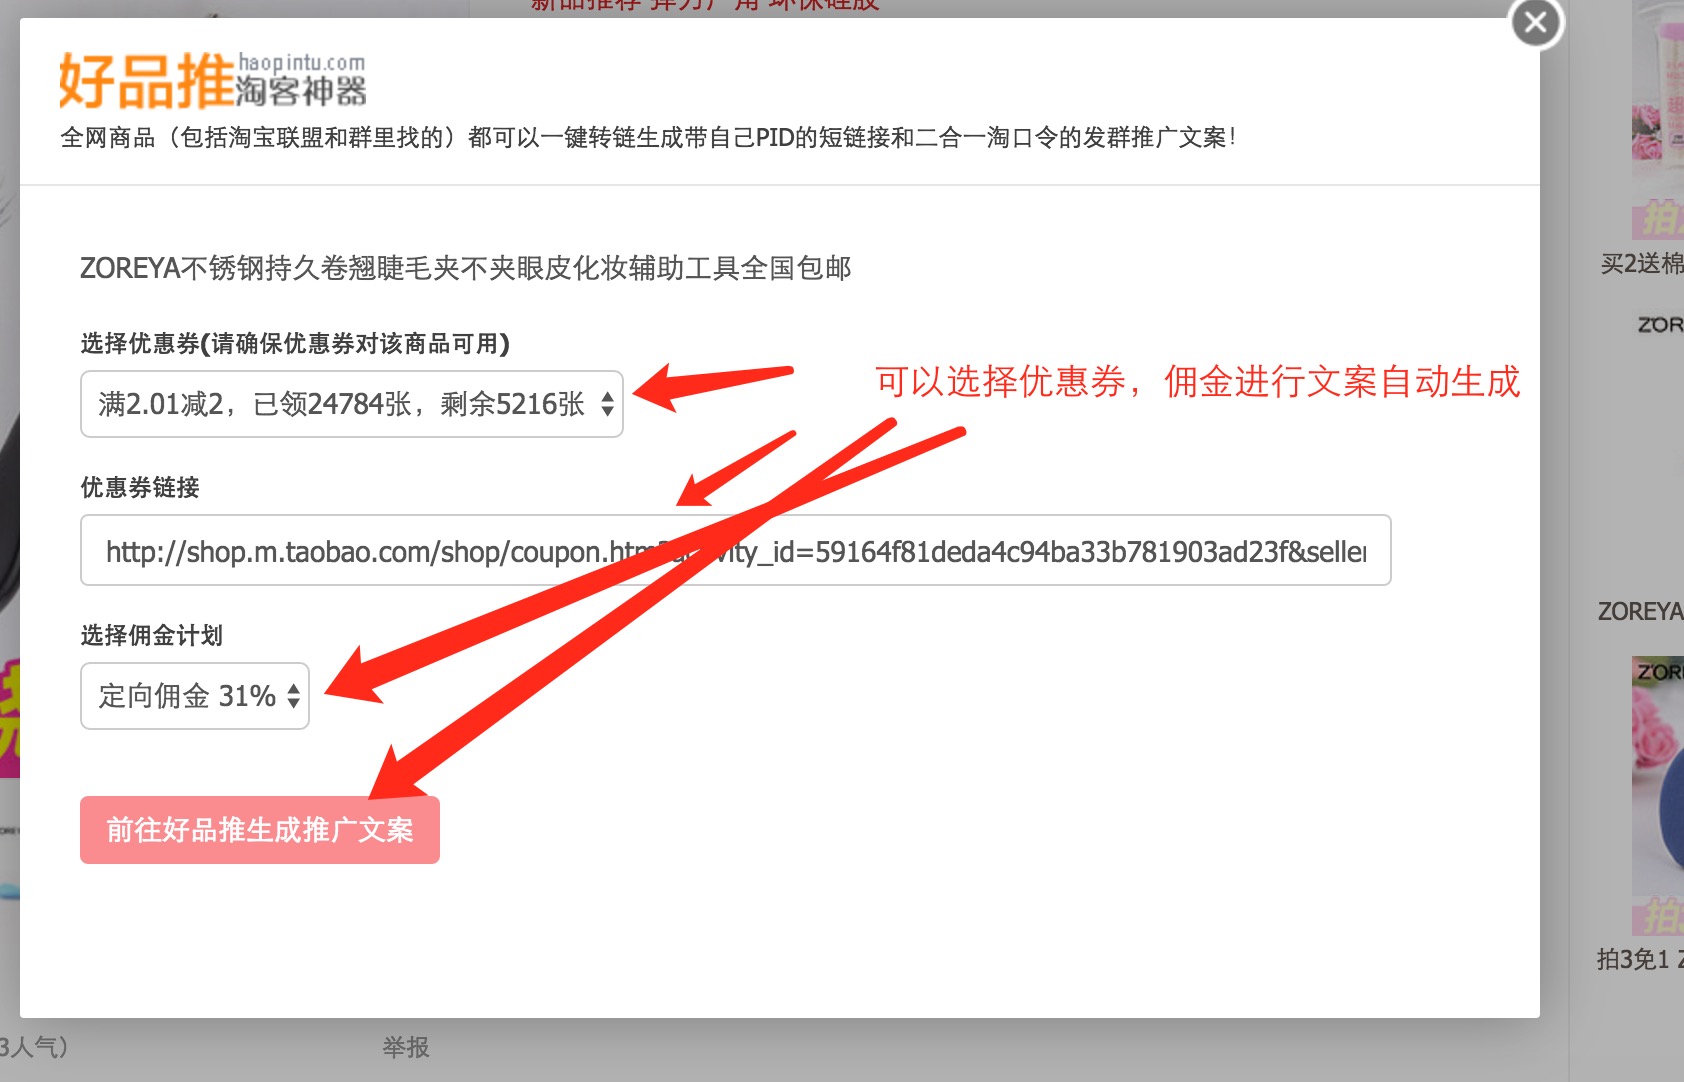 好品推
haopintu.com
淘客神器
全网商品（包括淘宝联盟和群里找的）都可以一键转链生成带自己PID的短链接和二合一淘口令的发群推广文案！
ZOREYA不锈钢持久卷翘睫毛夹不夹眼皮化妆辅助工具全国包邮
选择优惠券(请确保优惠券对该商品可用)
满2.01减2，已领24784张，剩余5216张
可以选择优惠券，佣金进行文案自动生成
优惠券链接
http://shop.m.taobao.com/shop/coupon.htm?activity_id=59164f81deda4c94ba33b781903ad23f&seller
选择佣金计划
定向佣金 31%
前往好品推生成推广文案
3人气）
举报
买2送棉
ZOR
ZOREYA
ZOR
拍3免1